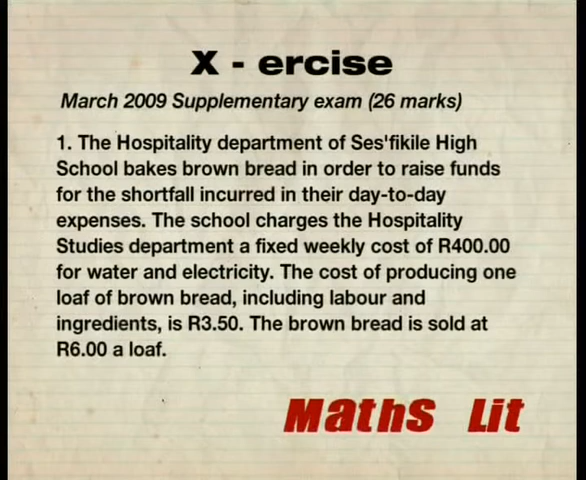 X - ercise
March 2009 Supplementary exam (26 marks)
1. The Hospitality department of Ses'fikile High
School bakes brown bread in order to raise funds
for the shortfall incurred in their day-to-day
expenses. The school charges the Hospitality
Studies department a fixed weekly cost of R400.00
for water and electricity. The cost of producing one
loaf of brown bread, including labour and
ingredients, is R3.50. The brown bread is sold at
R6.00 a loaf.
Maths Lit